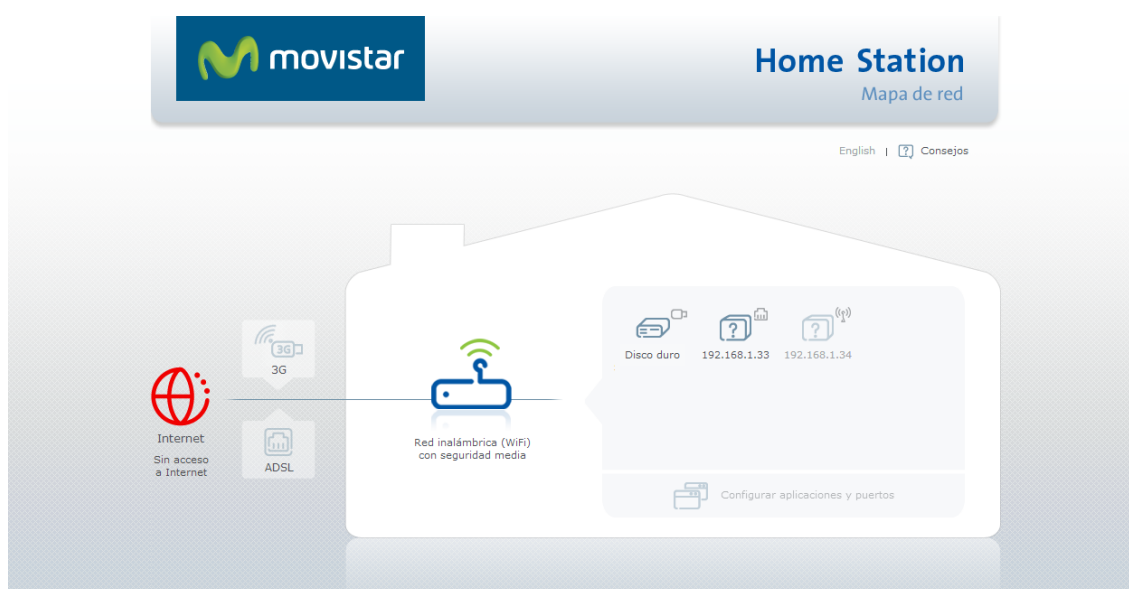 movistar
Home Station
Mapa de red
English | ? Consejos
3G
3G
Internet
Sin acceso
a Internet
ADSL
Red inalámbrica (WiFi)
con seguridad media
? ?
Disco duro 192.168.1.33 192.168.1.34
Configurar aplicaciones y puertos